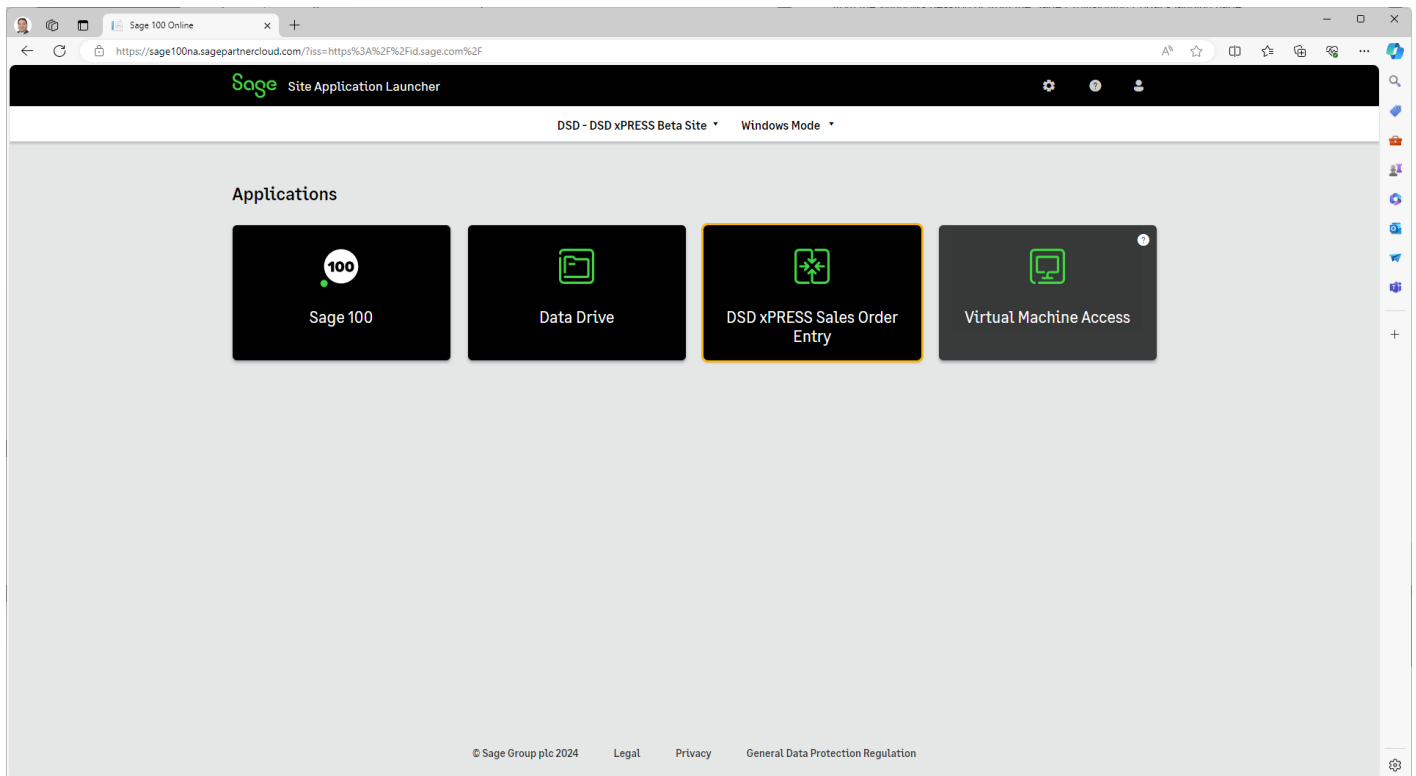 Sage 100 Online
https://sage100na.sagepartnercloud.com/?iss=https%3A%2F%2Fid.sage.com%2F
Sage Site Application Launcher
DSD - DSD xPRESS Beta Site Windows Mode
Applications
100
Sage 100
Data Drive
DSD xPRESS Sales Order
Entry
?
Virtual Machine Access
© Sage Group plc 2024 Legal Privacy General Data Protection Regulation